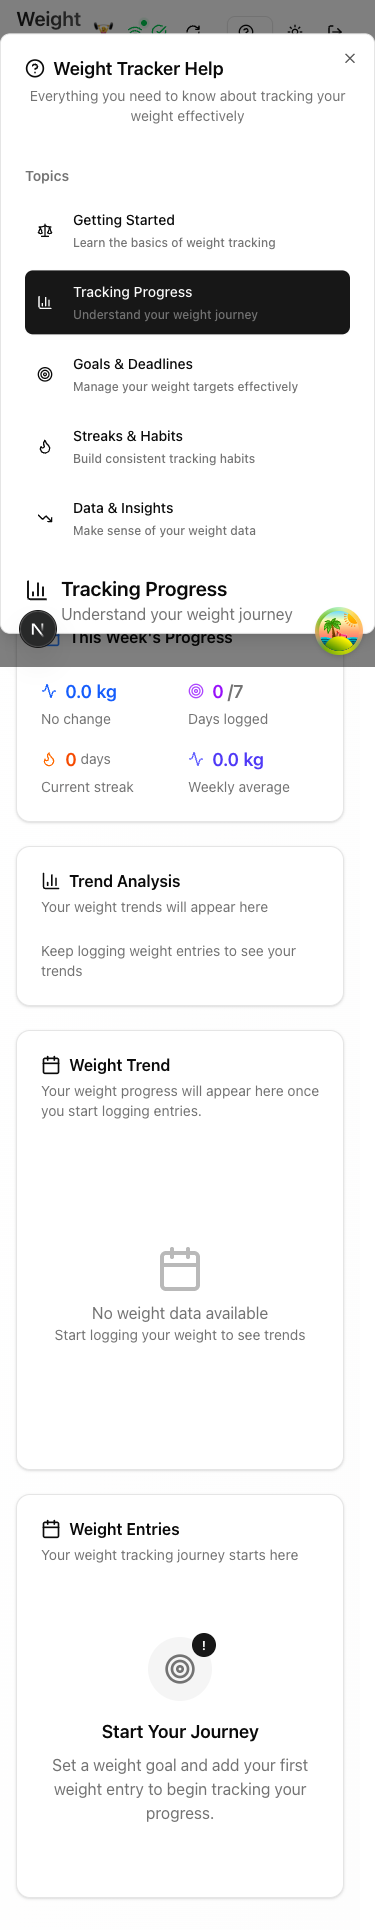 Weight
Weight Tracker Help
Everything you need to know about tracking your
weight effectively
Topics
Getting Started
Learn the basics of weight tracking
Tracking Progress
Understand your weight journey
Goals & Deadlines
Manage your weight targets effectively
Streaks & Habits
Build consistent tracking habits
Data & Insights
Make sense of your weight data
Tracking Progress
Understand your weight journey
N
This Week's Progress
0.0 kg
No change
0 /7
Days logged
0 days
Current streak
0.0 kg
Weekly average
Trend Analysis
Your weight trends will appear here
Keep logging weight entries to see your
trends
Weight Trend
Your weight progress will appear here once
you start logging entries.
No weight data available
Start logging your weight to see trends
Weight Entries
Your weight tracking journey starts here
!
Start Your Journey
Set a weight goal and add your first
weight entry to begin tracking your
progress.